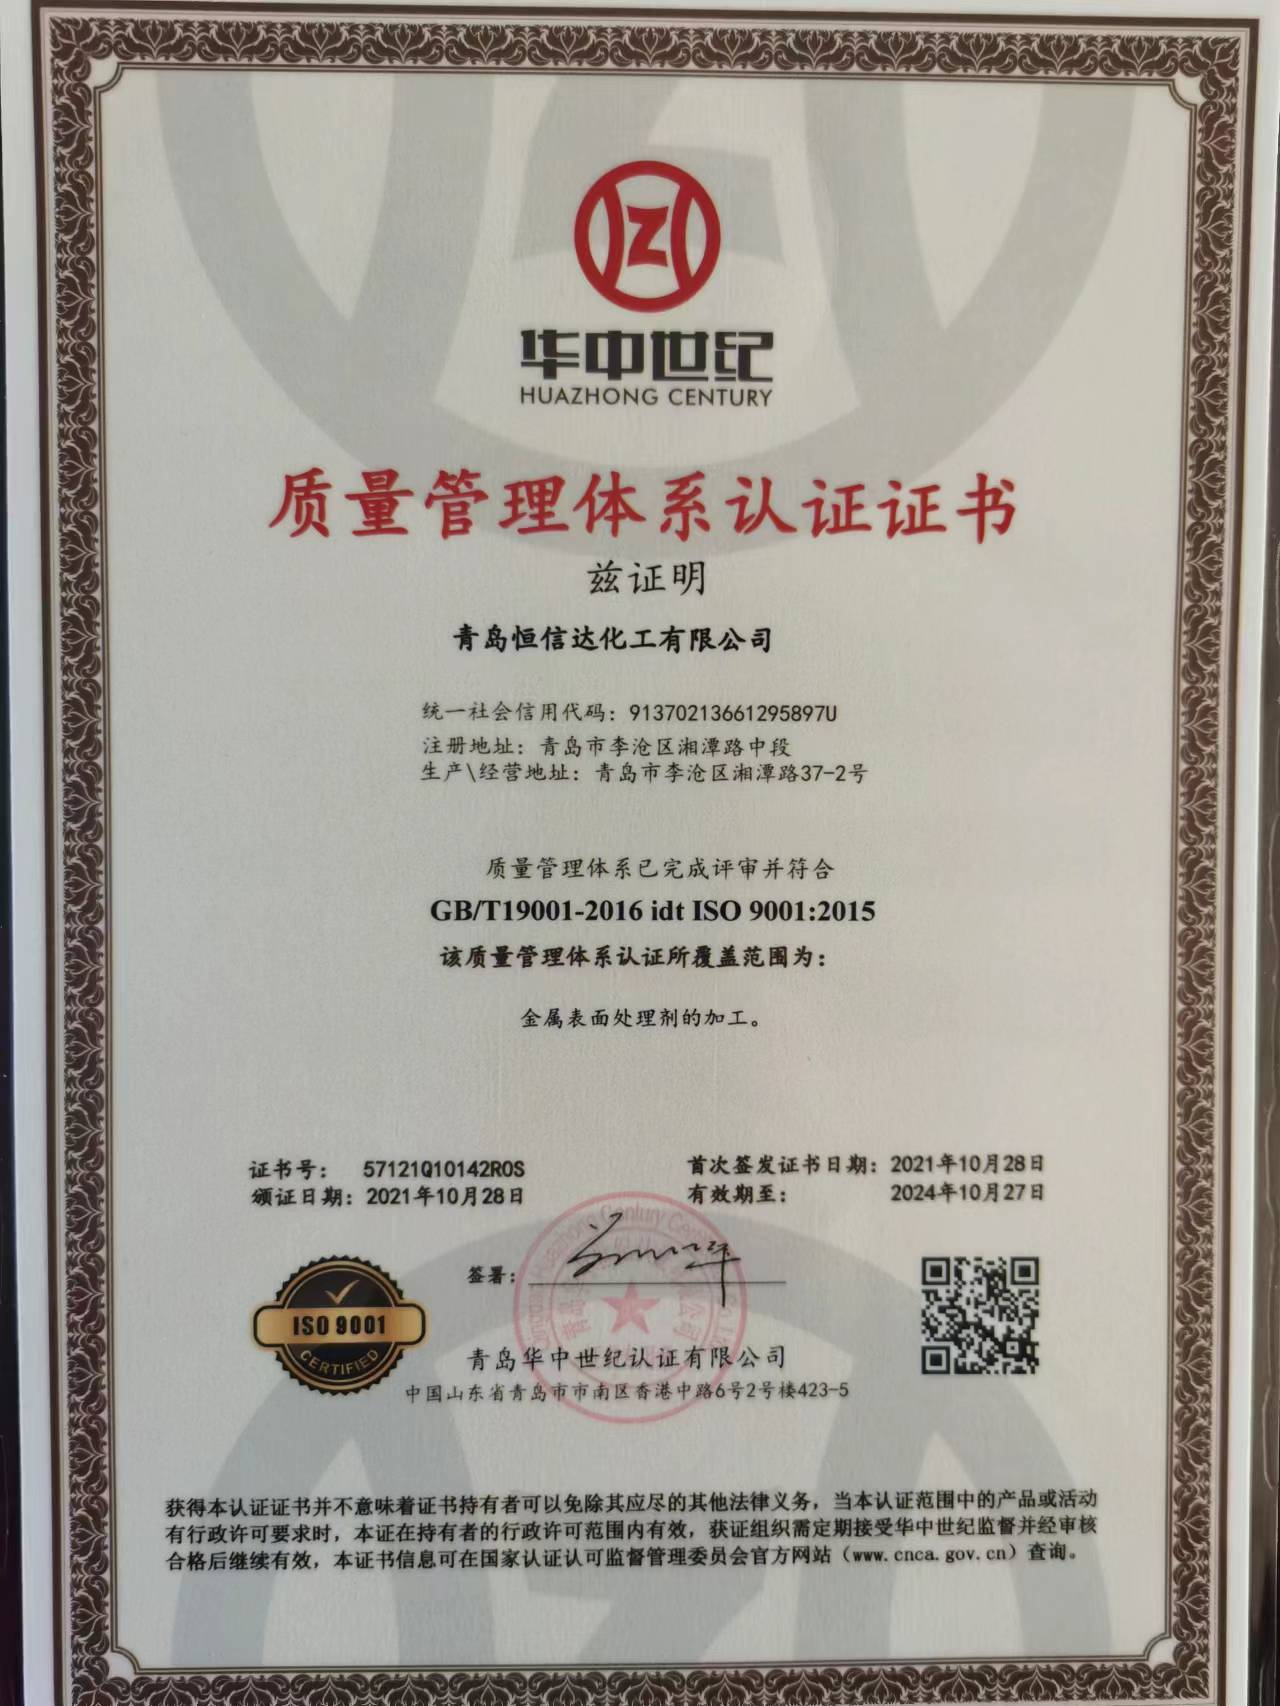 华中世纪
HUAZHONG CENTURY
质量管理体系认证证书
兹证明
青岛恒信达化工有限公司
统一社会信用代码：91370213661295897U
注册地址：青岛市李沧区湘潭路中段
生产\经营地址：青岛市李沧区湘潭路37-2号
质量管理体系已完成评审并符合
GB/T19001-2016 idt ISO 9001:2015
该质量管理体系认证所覆盖范围为：
金属表面处理剂的加工。
证书号： 57121Q10142R0S
首次签发证书日期：2021年10月28日
颁证日期：2021年10月28日
有效期至： 2024年10月27日
签署：
ISO 9001
CERTIFIED
青岛华中世纪认证有限公司
中国山东省青岛市市南区香港中路6号2号楼423-5
获得本认证证书并不意味着证书持有者可以免除其应尽的其他法律义务，当本认证范围中的产品或活动
有行政许可要求时，本证在持有者的行政许可范围内有效，获证组织需定期接受华中世纪监督并经审核
合格后继续有效，本证书信息可在国家认证认可监督管理委员会官方网站（www.cnca.gov.cn）查询。